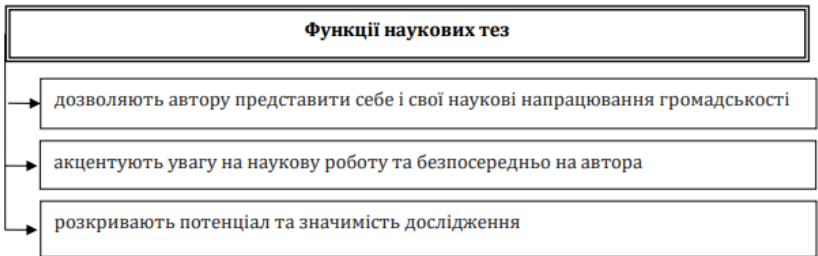 Функції наукових тез
дозволяють автору представити себе і свої наукові напрацювання громадськості
акцентують увагу на наукову роботу та безпосередньо на автора
розкривають потенціал та значимість дослідження